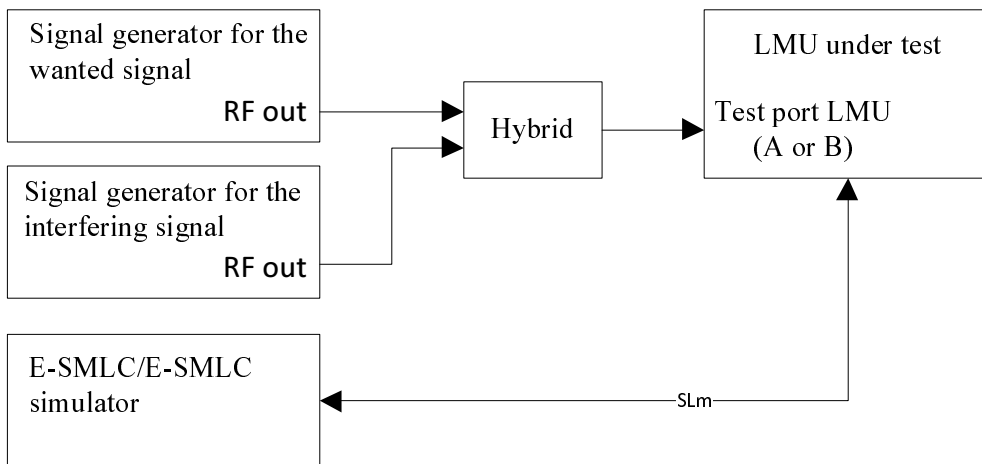 Signal generator for the
wanted signal
RF out
Signal generator for the
interfering signal
RF out
Hybrid
LMU under test
Test port LMU
(A or B)
E-SMLC/E-SMLC
simulator
SLm